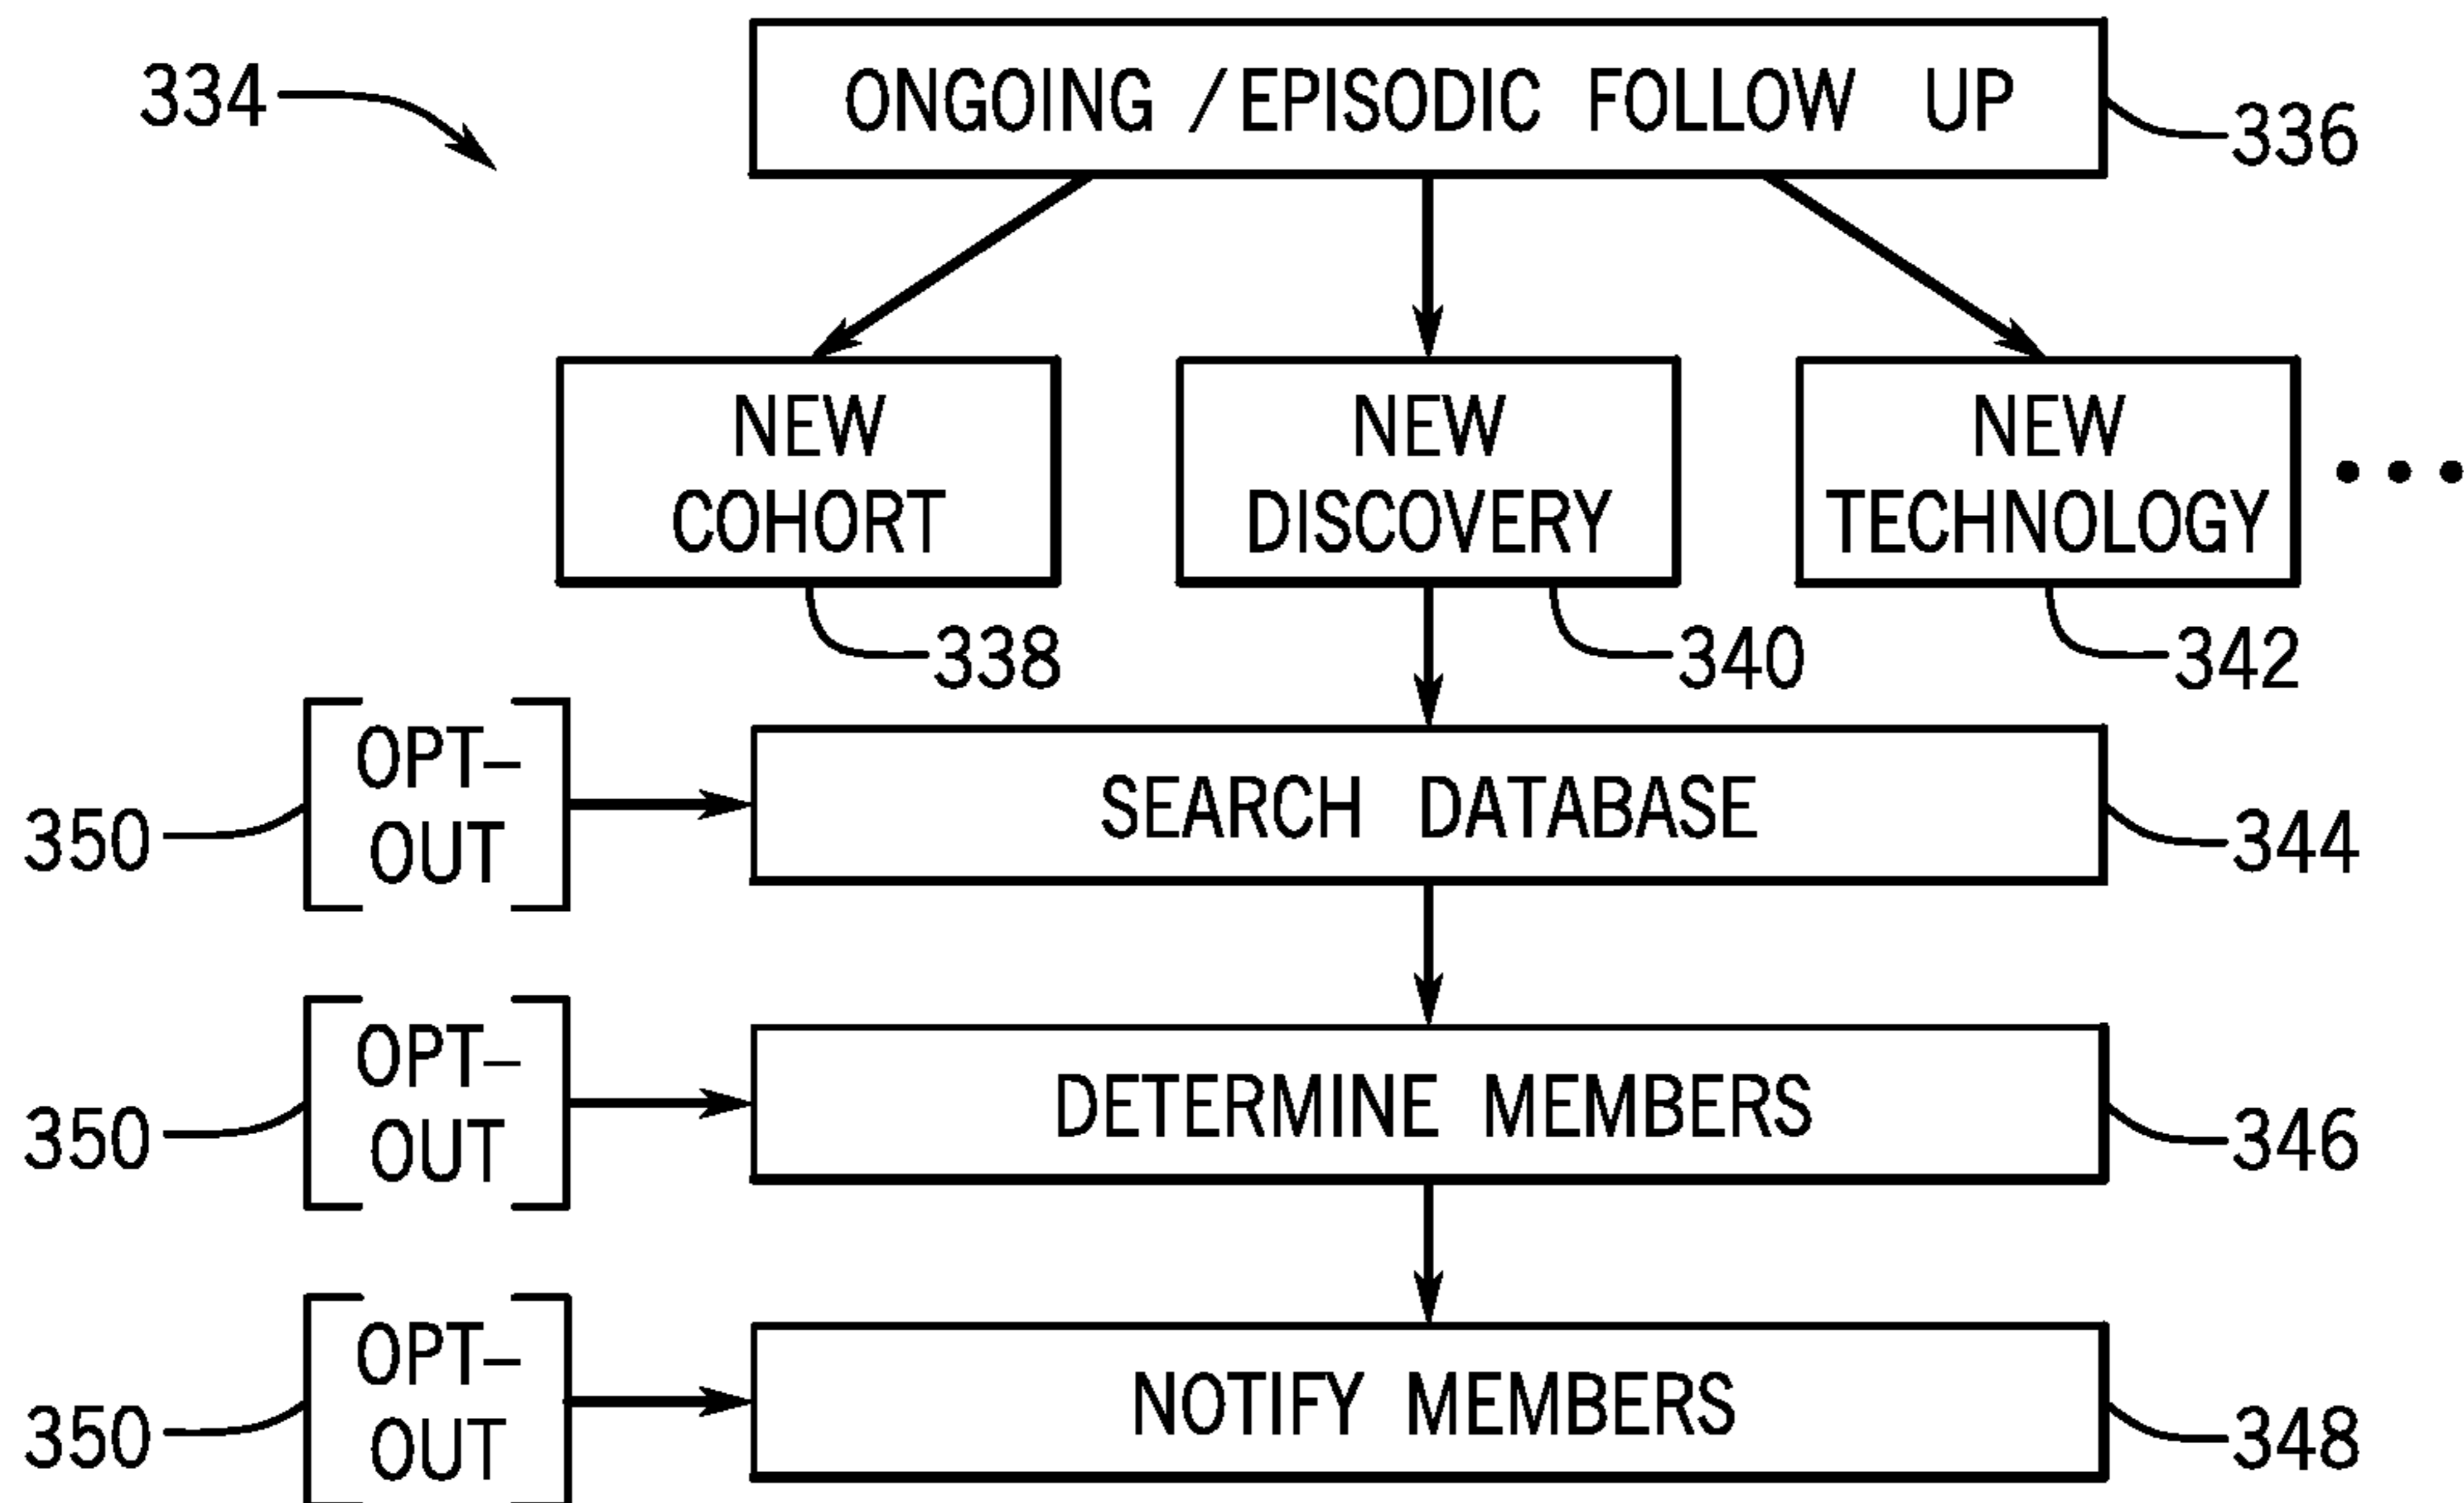 334
ONGOING /EPISODIC FOLLOW UP
336
NEW
COHORT
NEW
DISCOVERY
NEW
TECHNOLOGY
•••
338
340
342
OPT–
OUT
350
SEARCH DATABASE
344
OPT–
OUT
350
DETERMINE MEMBERS
346
OPT–
OUT
350
NOTIFY MEMBERS
348